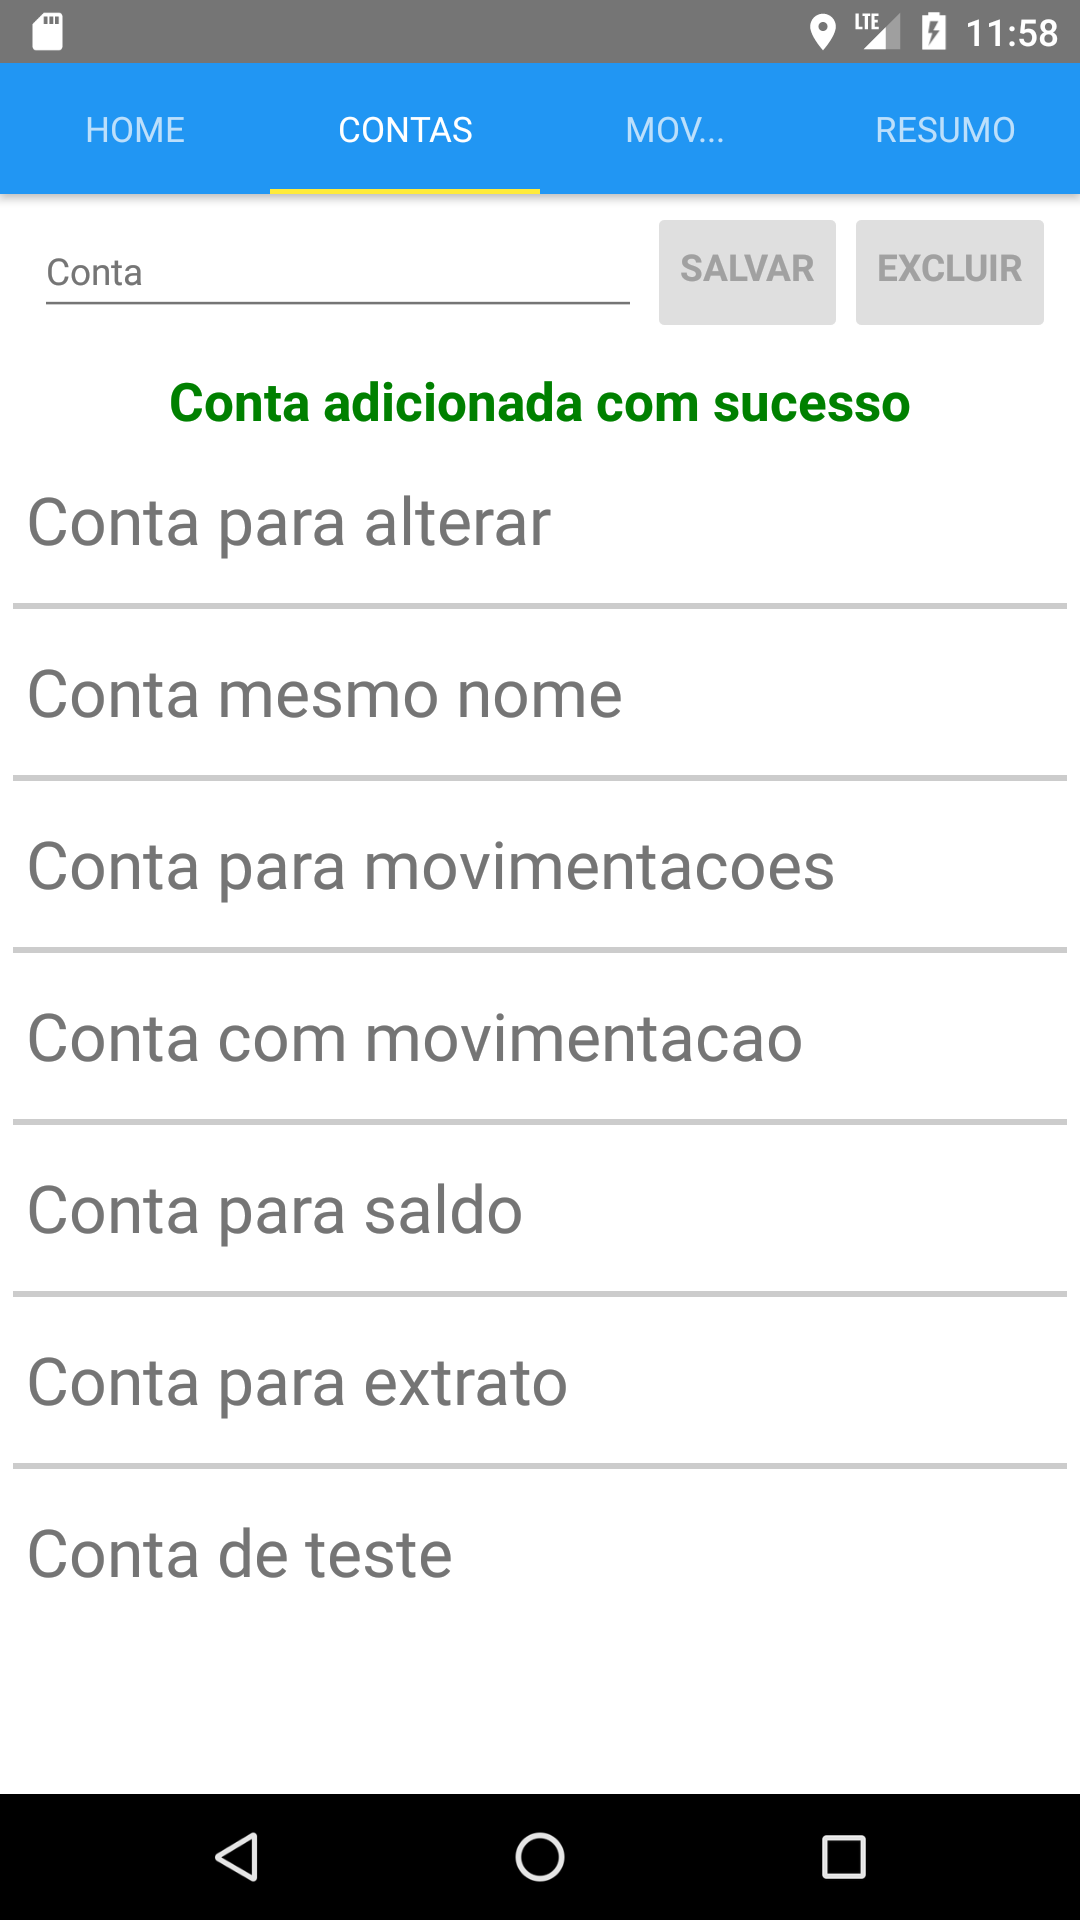 LTE 11:58
HOME CONTAS MOV... RESUMO
Conta SALVAR EXCLUIR
Conta adicionada com sucesso
Conta para alterar
Conta mesmo nome
Conta para movimentacoes
Conta com movimentacao
Conta para saldo
Conta para extrato
Conta de teste